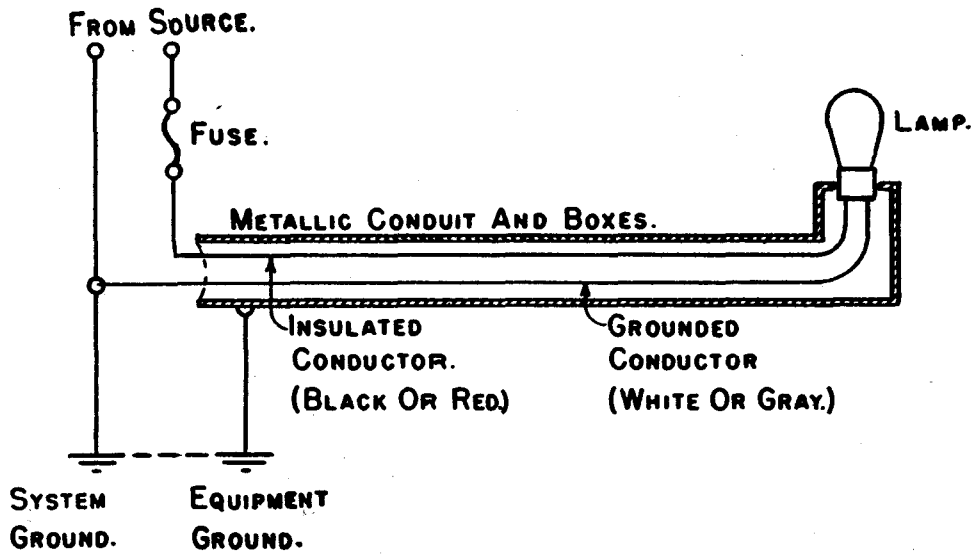 FROM SOURCE.
FUSE.
LAMP.
METALLIC CONDUIT AND BOXES.
INSULATED
CONDUCTOR.
(BLACK OR RED.)
GROUNDED
CONDUCTOR
(WHITE OR GRAY.)
SYSTEM
GROUND.
EQUIPMENT
GROUND.